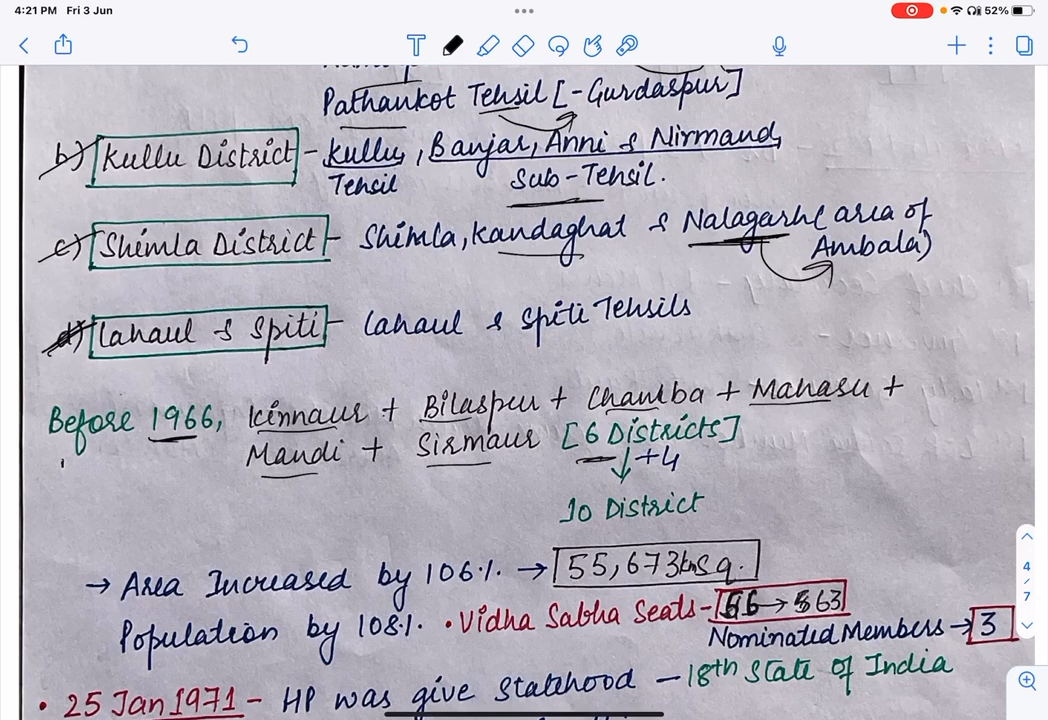 4:21 PM Fri 3 Jun
52%
Pathankot Tehsil [-Gurdaspur]
b) Kullu District - Kullu, Banjar, Anni & Nirmand,
Tehsil Sub-Tehsil.
c) Shimla District - Shimla, Kandaghat & Nalagarh (area of
Ambala)
d) Lahaul & Spiti - Lahaul & Spiti Tehsils
Before 1966, Kinnaur + Bilaspur + Chamba + Mahasu +
Mandi + Sirmaur [6 Districts]
↓+4
10 District
→ Area Increased by 106% → 55,673km sq.
Population by 108%. • Vidha Sabha Seats - → 63
Nominated Members → 3
• 25 Jan 1971 - HP was give statehood - 18th State of India
4
/
7